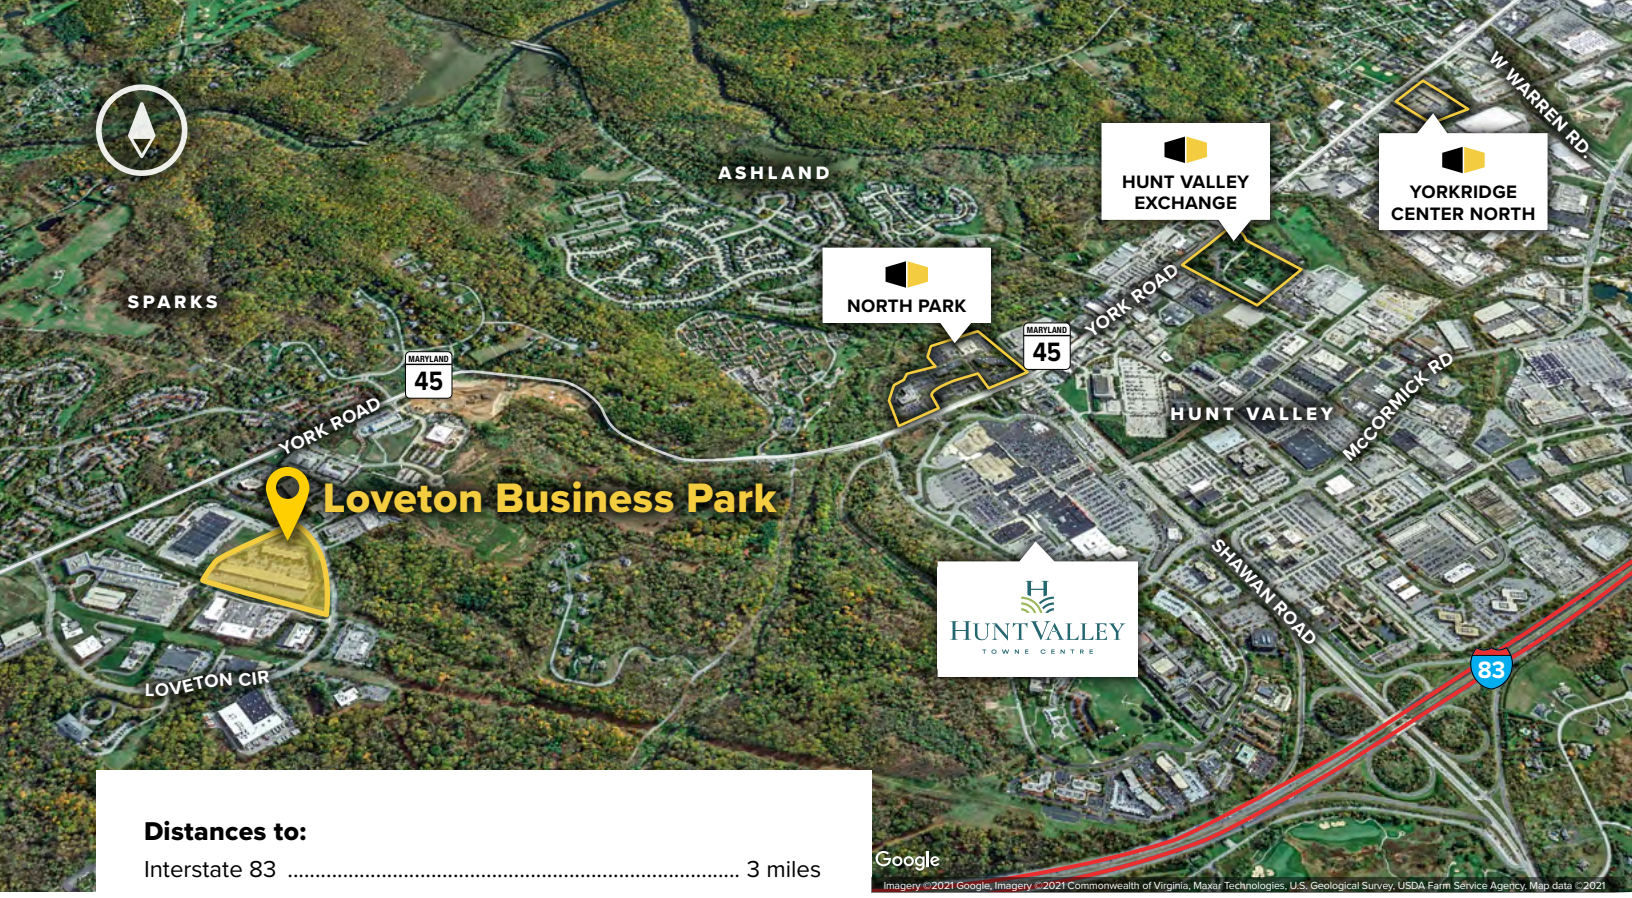 W WARREN RD.
HUNT VALLEY
EXCHANGE
YORKRIDGE
CENTER NORTH
ASHLAND
NORTH PARK
SPARKS
YORK ROAD
MARYLAND
45
MARYLAND
45
YORK ROAD
HUNT VALLEY
MCCORMICK RD
Loveton Business Park
SHAWAN ROAD
H
HUNT VALLEY
TOWNE CENTRE
83
LOVETON CIR
Distances to:
Interstate 83 ........................................................................................ 3 miles
Google
Imagery ©2021 Google, Imagery ©2021 Commonwealth of Virginia, Maxar Technologies, U.S. Geological Survey, USDA Farm Service Agency, Map data ©2021